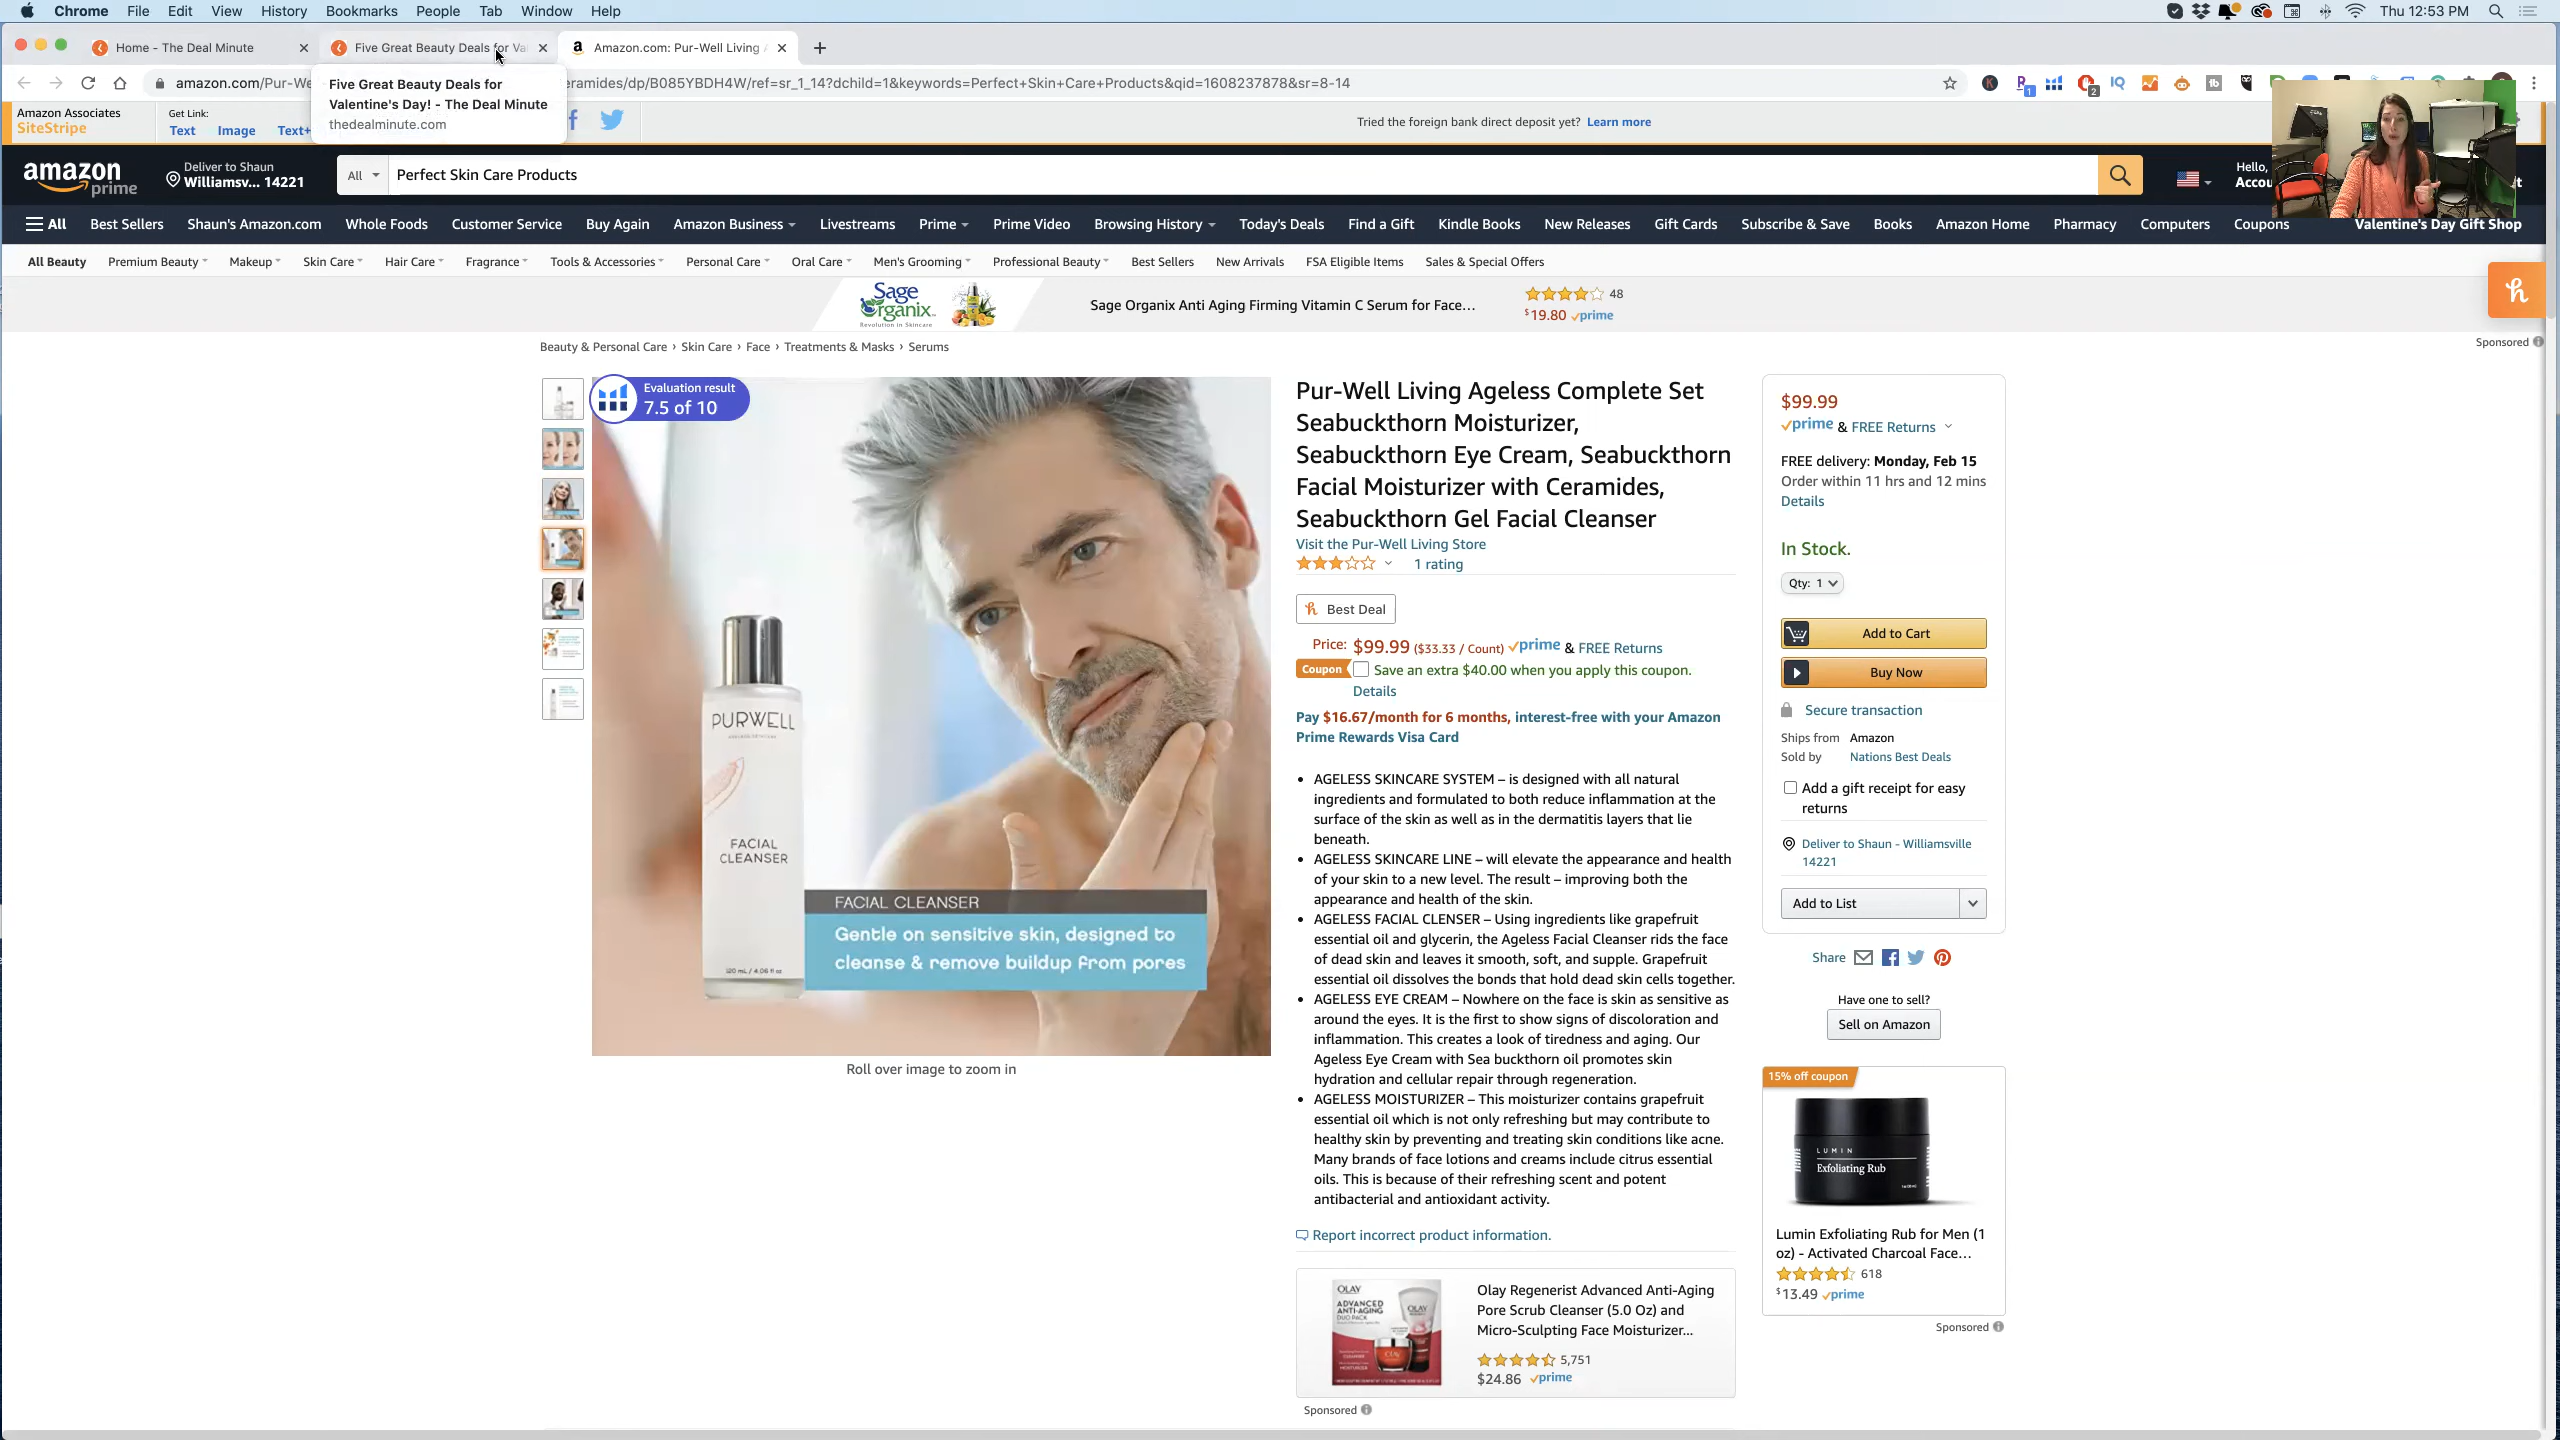 Chrome File Edit View History Bookmarks People Tab Window Help
Thu 12:53 PM
Home - The Deal Minute
Five Great Beauty Deals for Va
Amazon.com: Pur-Well Living
amazon.com/Pur-We
eramides/dp/B085YBDH4W/ref=sr_1_14?dchild=1&keywords=Perfect+Skin+Care+Products&qid=1608237878&sr=8-14
Five Great Beauty Deals for
Valentine's Day! - The Deal Minute
thedealminute.com
Amazon Associates
SiteStripe
Get Link:
Text Image Text+
Tried the foreign bank direct deposit yet? Learn more
amazon
prime
Deliver to Shaun
Williamsv... 14221
All
Perfect Skin Care Products
Hello,
Accou
All Best Sellers Shaun's Amazon.com Whole Foods Customer Service Buy Again Amazon Business Livestreams Prime Prime Video Browsing History Today's Deals Find a Gift Kindle Books New Releases Gift Cards Subscribe & Save Books Amazon Home Pharmacy Computers Coupons Valentine's Day Gift Shop
All Beauty Premium Beauty Makeup Skin Care Hair Care Fragrance Tools & Accessories Personal Care Oral Care Men's Grooming Professional Beauty Best Sellers New Arrivals FSA Eligible Items Sales & Special Offers
Sage
Organix
Revolution in Skincare
Sage Organix Anti Aging Firming Vitamin C Serum for Face...
48
$19.80 prime
Sponsored
Beauty & Personal Care › Skin Care › Face › Treatments & Masks › Serums
Evaluation result
7.5 of 10
PURWELL
FACIAL
CLEANSER
120 mL / 4.06 fl oz
FACIAL CLEANSER
Gentle on sensitive skin, designed to
cleanse & remove buildup from pores
Roll over image to zoom in
Pur-Well Living Ageless Complete Set
Seabuckthorn Moisturizer,
Seabuckthorn Eye Cream, Seabuckthorn
Facial Moisturizer with Ceramides,
Seabuckthorn Gel Facial Cleanser
Visit the Pur-Well Living Store
1 rating
Best Deal
Price: $99.99 ($33.33 / Count) prime & FREE Returns
Coupon Save an extra $40.00 when you apply this coupon.
Details
Pay $16.67/month for 6 months, interest-free with your Amazon
Prime Rewards Visa Card
• AGELESS SKINCARE SYSTEM – is designed with all natural
ingredients and formulated to both reduce inflammation at the
surface of the skin as well as in the dermatitis layers that lie
beneath.
• AGELESS SKINCARE LINE – will elevate the appearance and health
of your skin to a new level. The result – improving both the
appearance and health of the skin.
• AGELESS FACIAL CLENSER – Using ingredients like grapefruit
essential oil and glycerin, the Ageless Facial Cleanser rids the face
of dead skin and leaves it smooth, soft, and supple. Grapefruit
essential oil dissolves the bonds that hold dead skin cells together.
• AGELESS EYE CREAM – Nowhere on the face is skin as sensitive as
around the eyes. It is the first to show signs of discoloration and
inflammation. This creates a look of tiredness and aging. Our
Ageless Eye Cream with Sea buckthorn oil promotes skin
hydration and cellular repair through regeneration.
• AGELESS MOISTURIZER – This moisturizer contains grapefruit
essential oil which is not only refreshing but may contribute to
healthy skin by preventing and treating skin conditions like acne.
Many brands of face lotions and creams include citrus essential
oils. This is because of their refreshing scent and potent
antibacterial and antioxidant activity.
Report incorrect product information.
OLAY
ADVANCED
ANTI-AGING
DUO PACK
Olay Regenerist Advanced Anti-Aging
Pore Scrub Cleanser (5.0 Oz) and
Micro-Sculpting Face Moisturizer...
5,751
$24.86 prime
Sponsored
$99.99
prime & FREE Returns
FREE delivery: Monday, Feb 15
Order within 11 hrs and 12 mins
Details
In Stock.
Qty: 1
Add to Cart
Buy Now
Secure transaction
Ships from Amazon
Sold by Nations Best Deals
Add a gift receipt for easy
returns
Deliver to Shaun - Williamsville
14221
Add to List
Share
Have one to sell?
Sell on Amazon
15% off coupon
LUMIN
Exfoliating Rub
Lumin Exfoliating Rub for Men (1
oz) - Activated Charcoal Face...
618
$13.49 prime
Sponsored